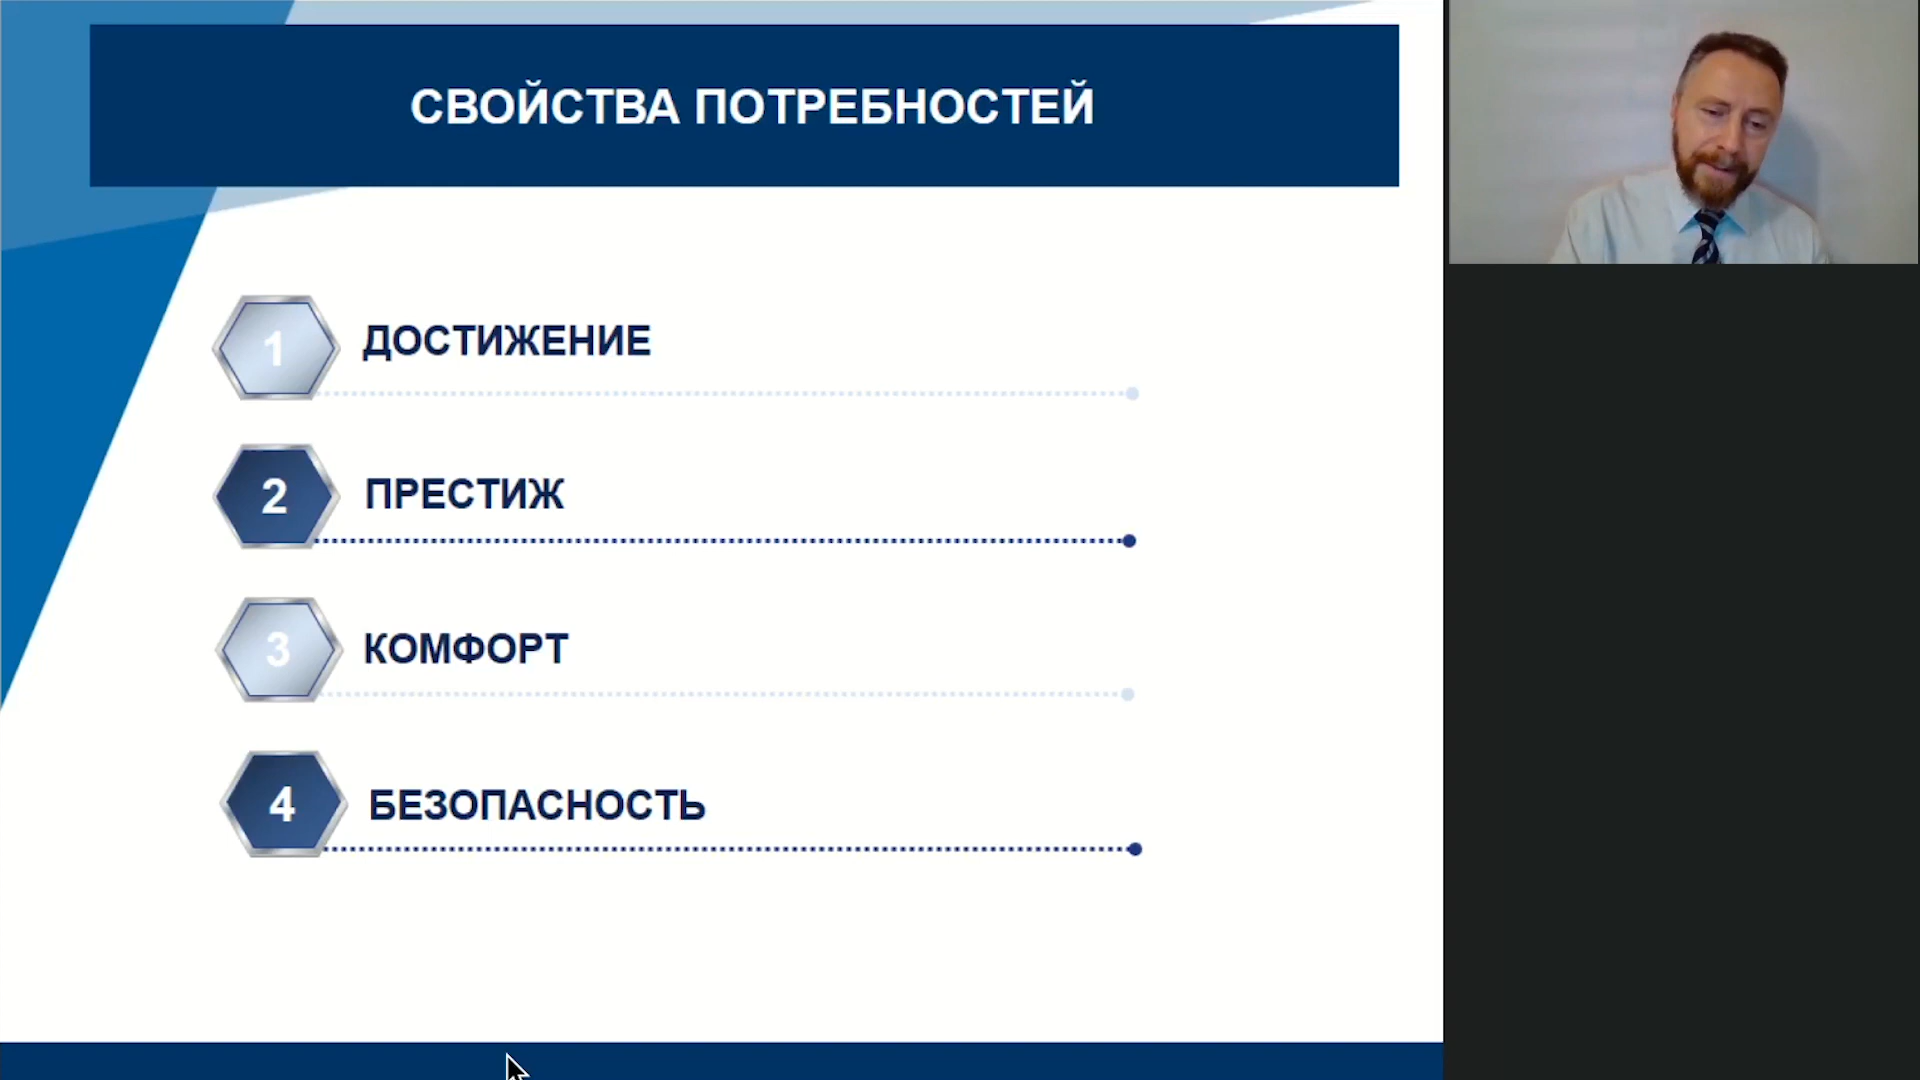 СВОЙСТВА ПОТРЕБНОСТЕЙ
1 ДОСТИЖЕНИЕ
2 ПРЕСТИЖ
3 КОМФОРТ
4 БЕЗОПАСНОСТЬ